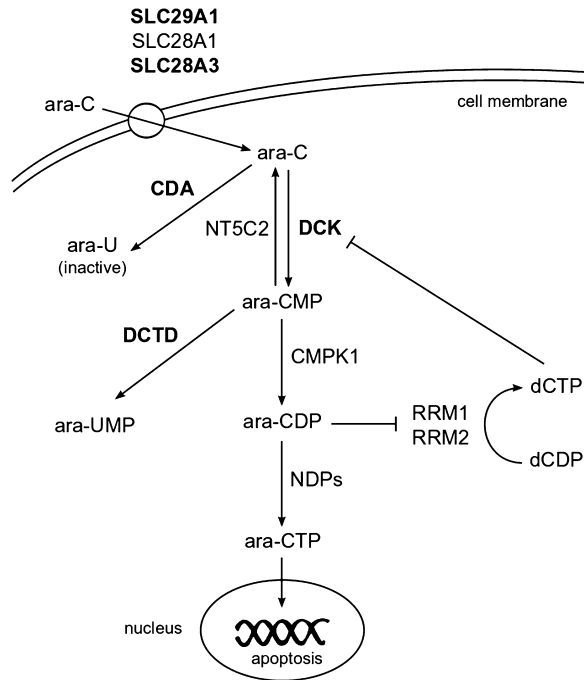 SLC29A1
SLC28A1
SLC28A3
ara-C
cell membrane
ara-C
CDA
NT5C2
DCK
ara-U
(inactive)
ara-CMP
DCTD
CMPK1
dCTP
ara-UMP
ara-CDP
RRM1
RRM2
dCDP
NDPs
ara-CTP
nucleus
apoptosis